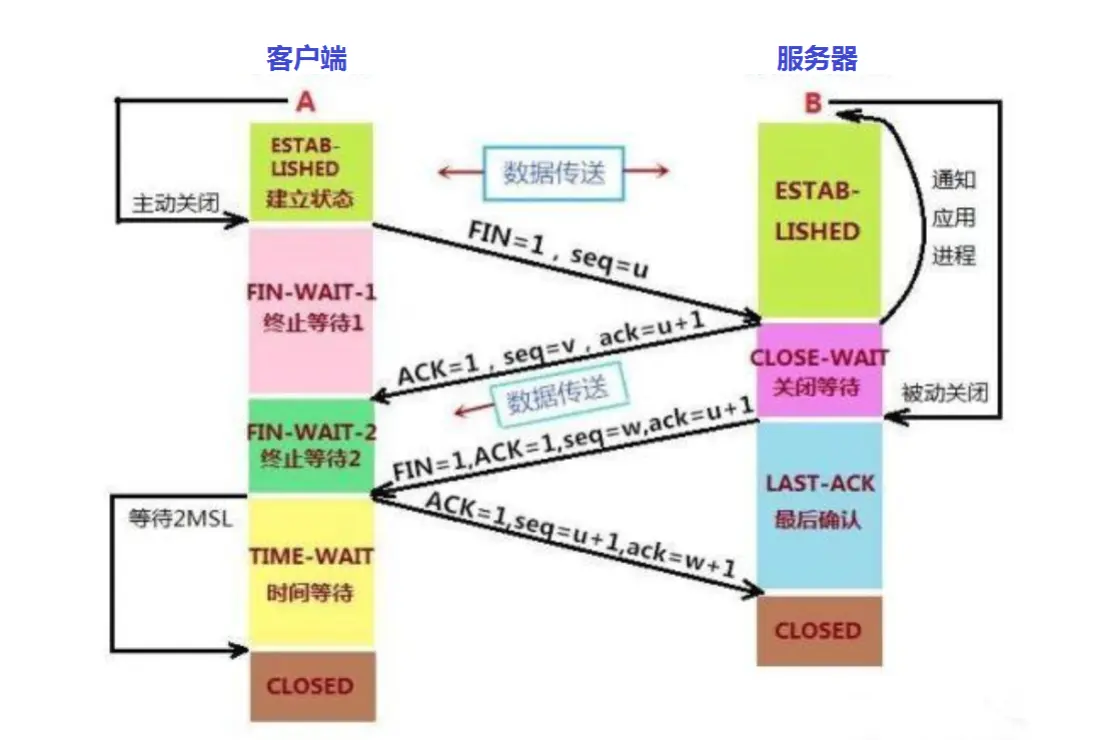 客户端
服务器
A
B
ESTAB-
LISHED
建立状态
主动关闭
数据传送
ESTAB-
LISHED
通知
应用
进程
FIN=1，seq=u
FIN-WAIT-1
终止等待1
ACK=1，seq=v，ack=u+1
CLOSE-WAIT
关闭等待
数据传送
被动关闭
FIN-WAIT-2
终止等待2
FIN=1,ACK=1,seq=w,ack=u+1
LAST-ACK
最后确认
等待2MSL
ACK=1,seq=u+1,ack=w+1
TIME-WAIT
时间等待
CLOSED
CLOSED